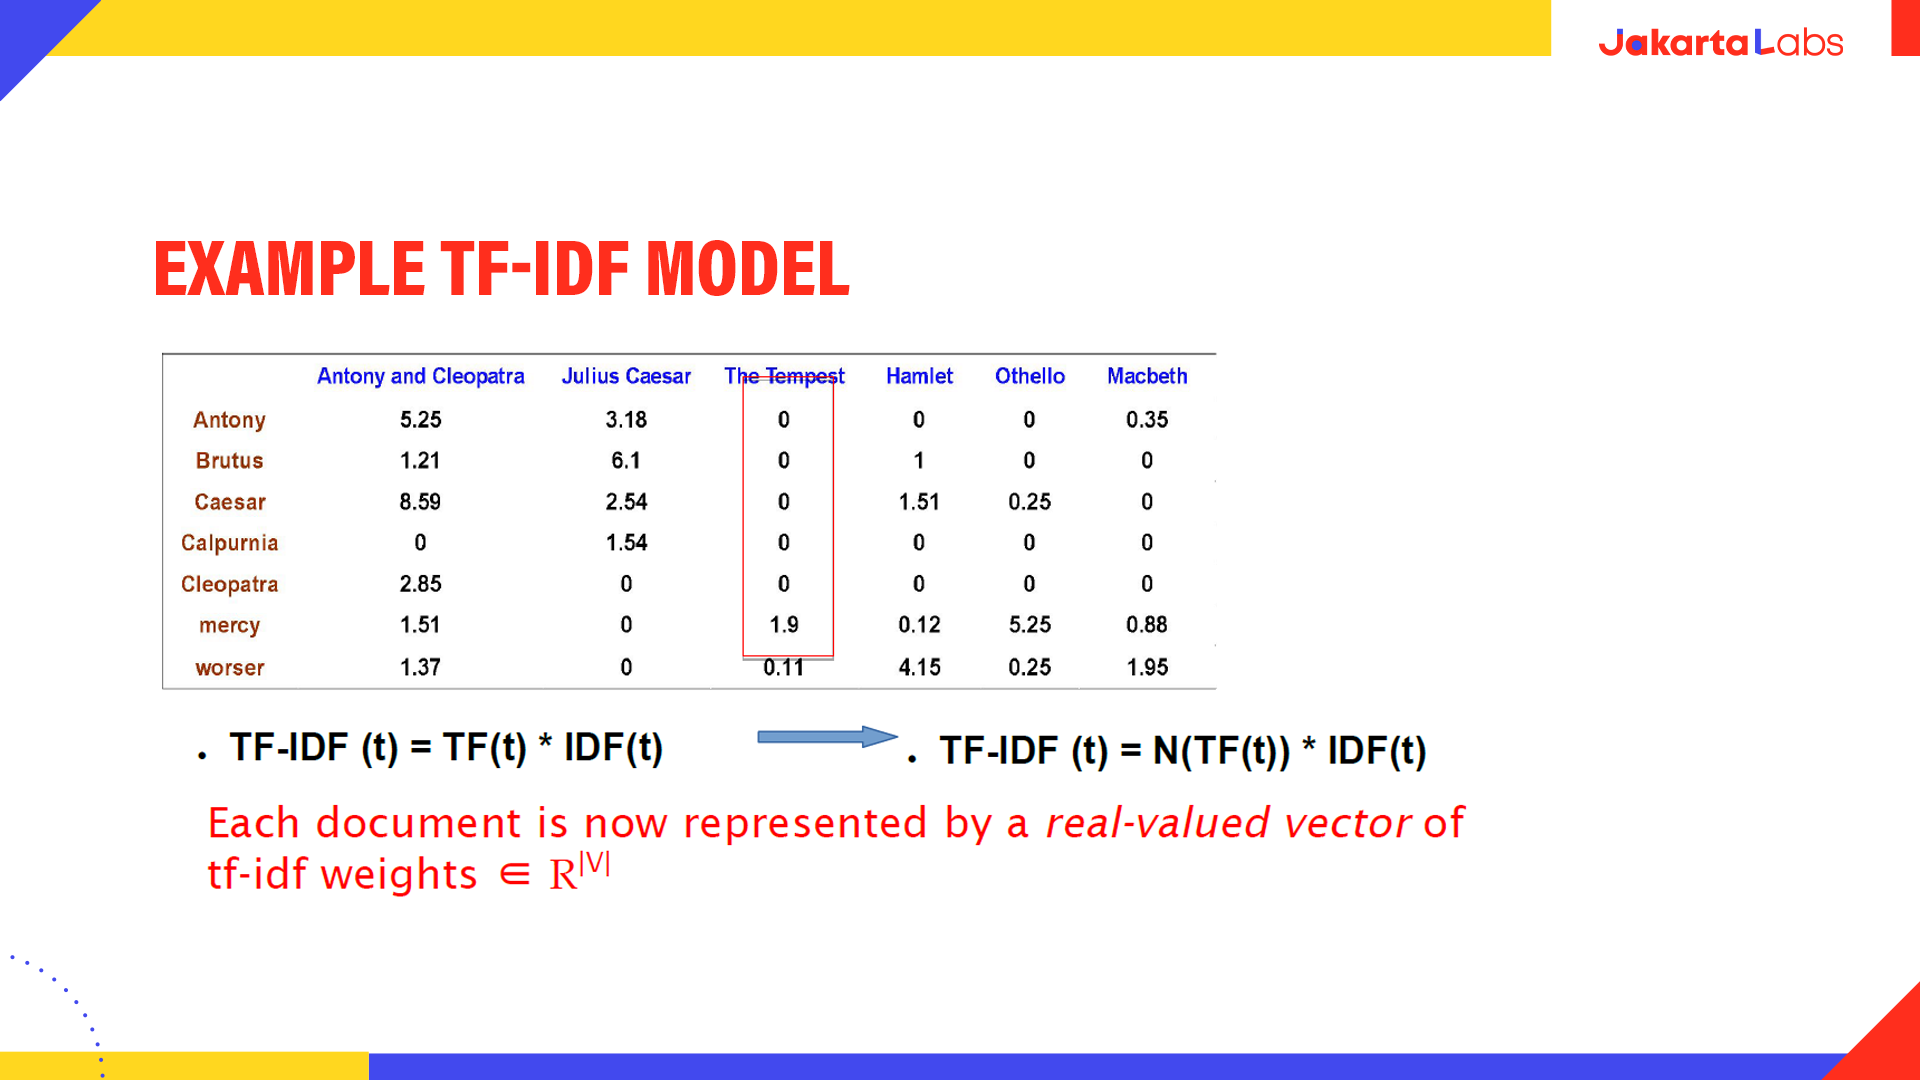 Jakarta Labs
EXAMPLE TF-IDF MODEL
Antony and Cleopatra Julius Caesar The Tempest Hamlet Othello Macbeth
Antony 5.25 3.18 0 0 0 0.35
Brutus 1.21 6.1 0 1 0 0
Caesar 8.59 2.54 0 1.51 0.25 0
Calpurnia 0 1.54 0 0 0 0
Cleopatra 2.85 0 0 0 0 0
mercy 1.51 0 1.9 0.12 5.25 0.88
worser 1.37 0 0.11 4.15 0.25 1.95
• TF-IDF (t) = TF(t) * IDF(t)
• TF-IDF (t) = N(TF(t)) * IDF(t)
Each document is now represented by a real-valued vector of
tf-idf weights ∈ R|V|